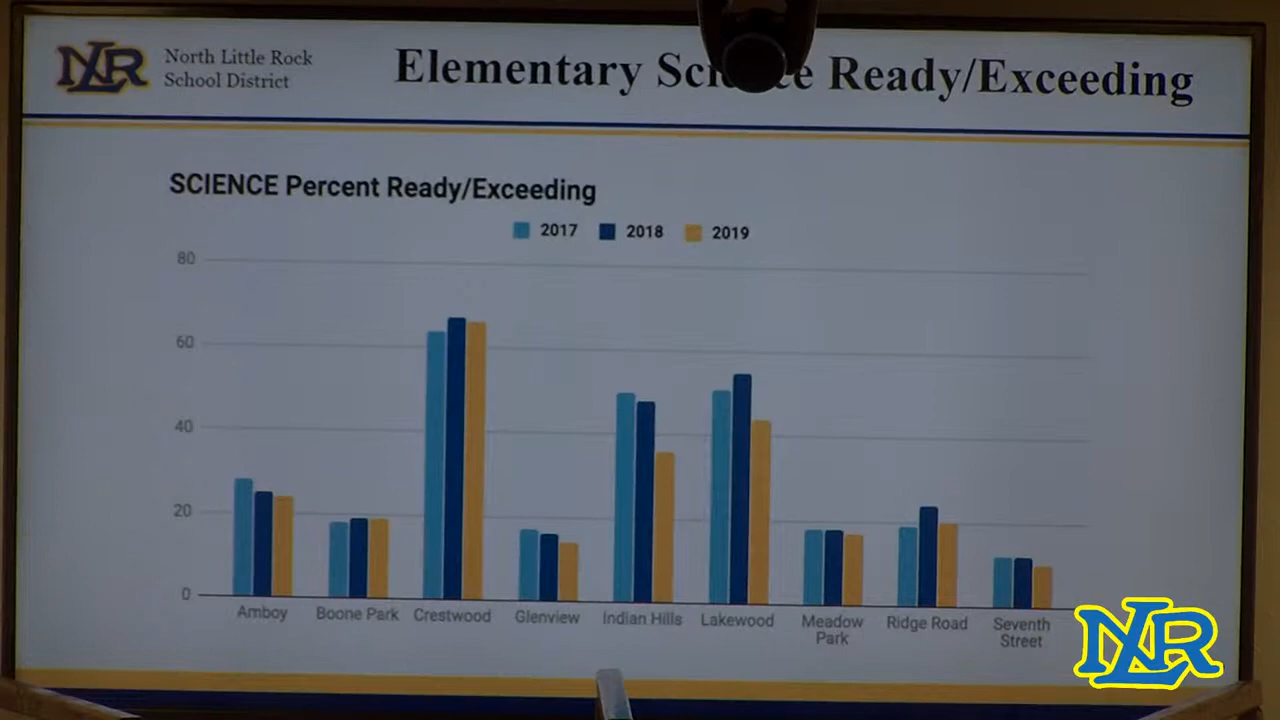 NLR
North Little Rock
School District
Elementary Science Ready/Exceeding
SCIENCE Percent Ready/Exceeding
2017 2018 2019
80
60
40
20
0
Amboy Boone Park Crestwood Glenview Indian Hills Lakewood Meadow Park Ridge Road Seventh Street
NLR